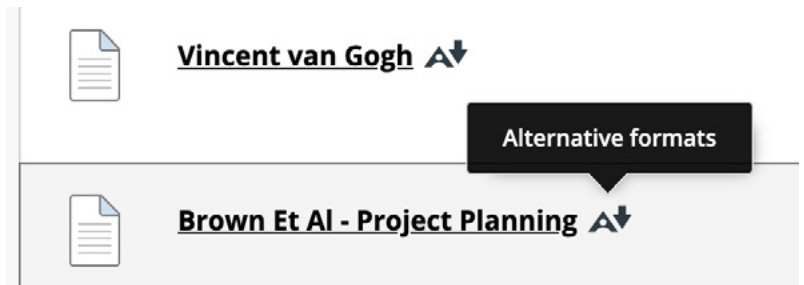 Vincent van Gogh
Alternative formats
Brown Et Al - Project Planning